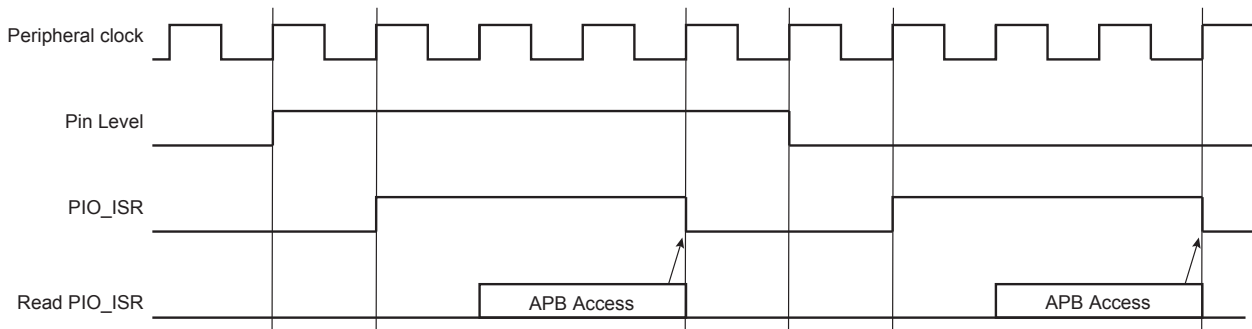 Peripheral clock
Pin Level
PIO_ISR
Read PIO_ISR
APB Access
APB Access